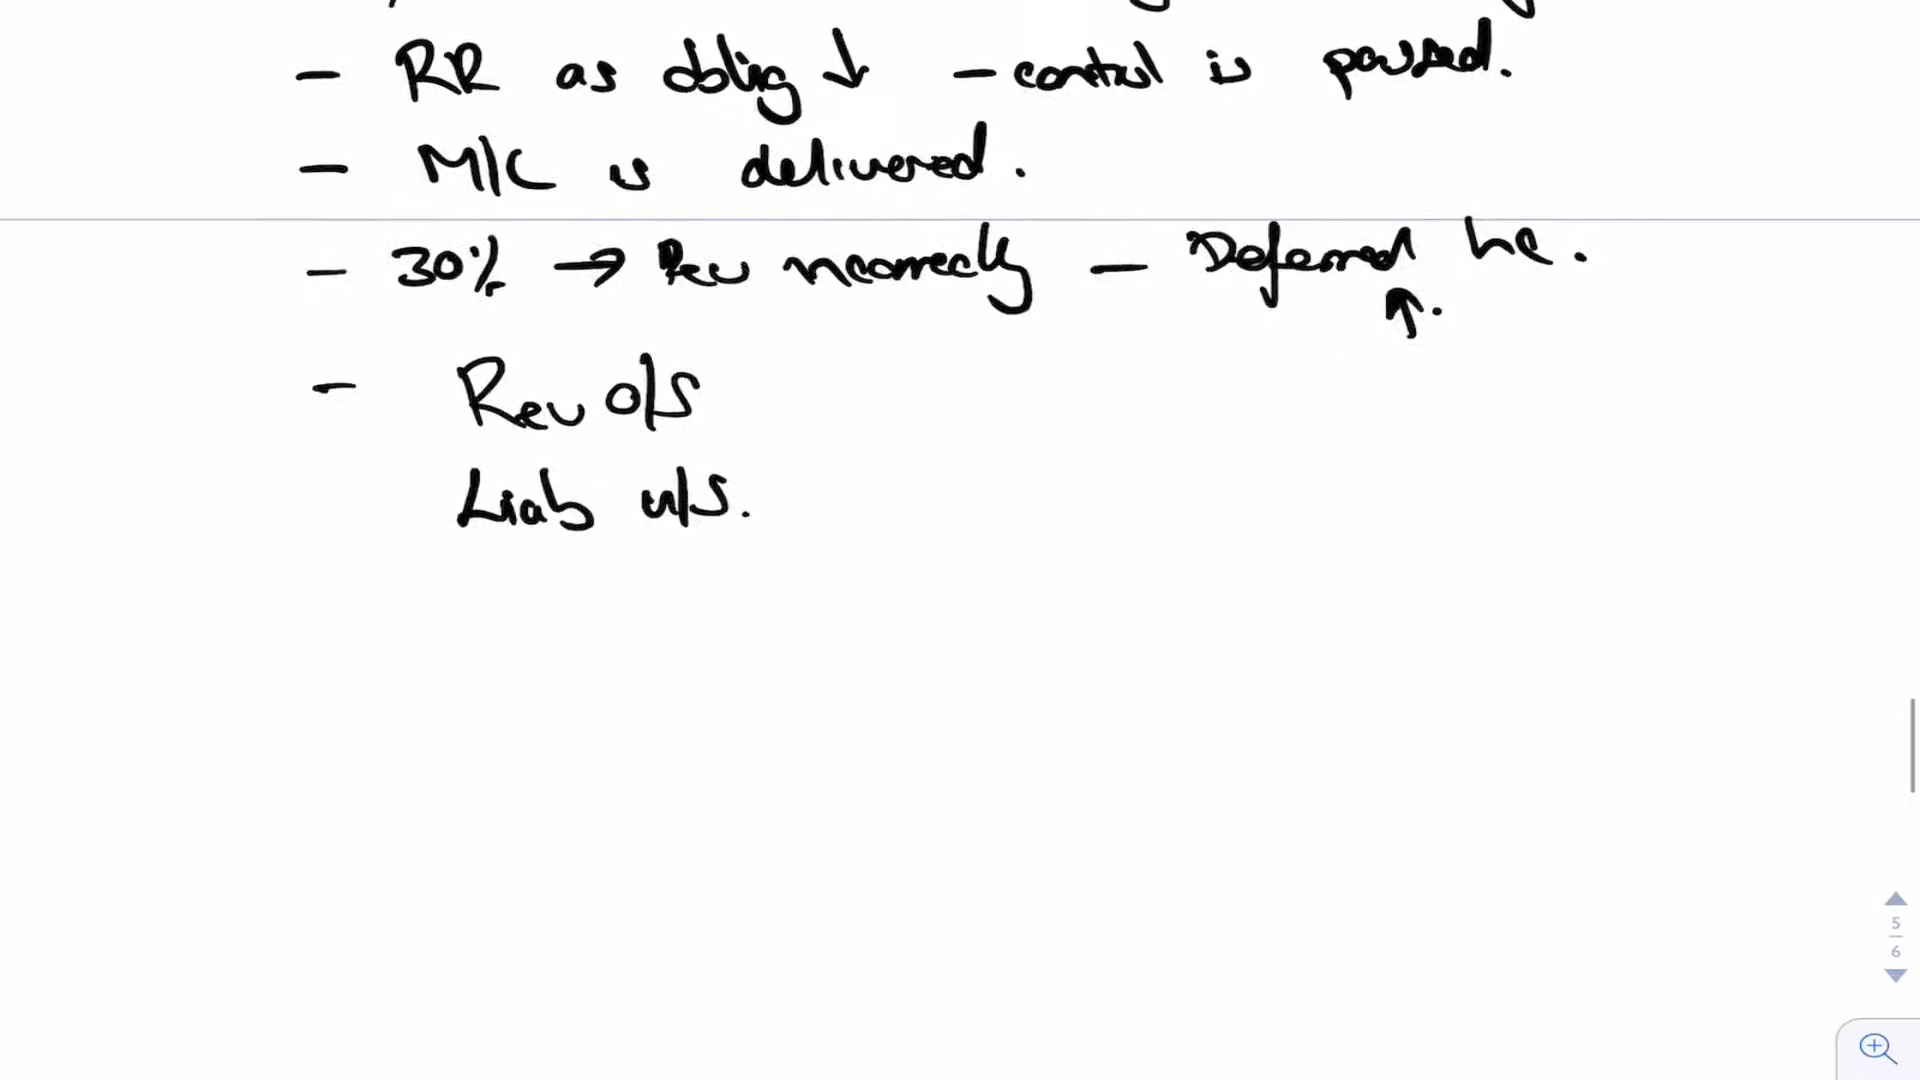 - RR as oblig ↓ - control is passed.
- M/C is delivered.
- 30% → Rev incorrectly - Deferred Inc.
↑.
- Rev o/s
Liab u/s.
5
6